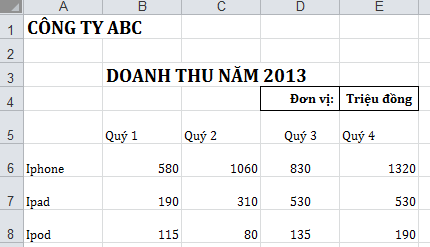 A B C D E
1 CÔNG TY ABC
2
3 DOANH THU NĂM 2013
4 Đơn vị: Triệu đồng
5 Quý 1 Quý 2 Quý 3 Quý 4
6 Iphone 580 1060 830 1320
7 Ipad 190 310 530 530
8 Ipod 115 80 135 190